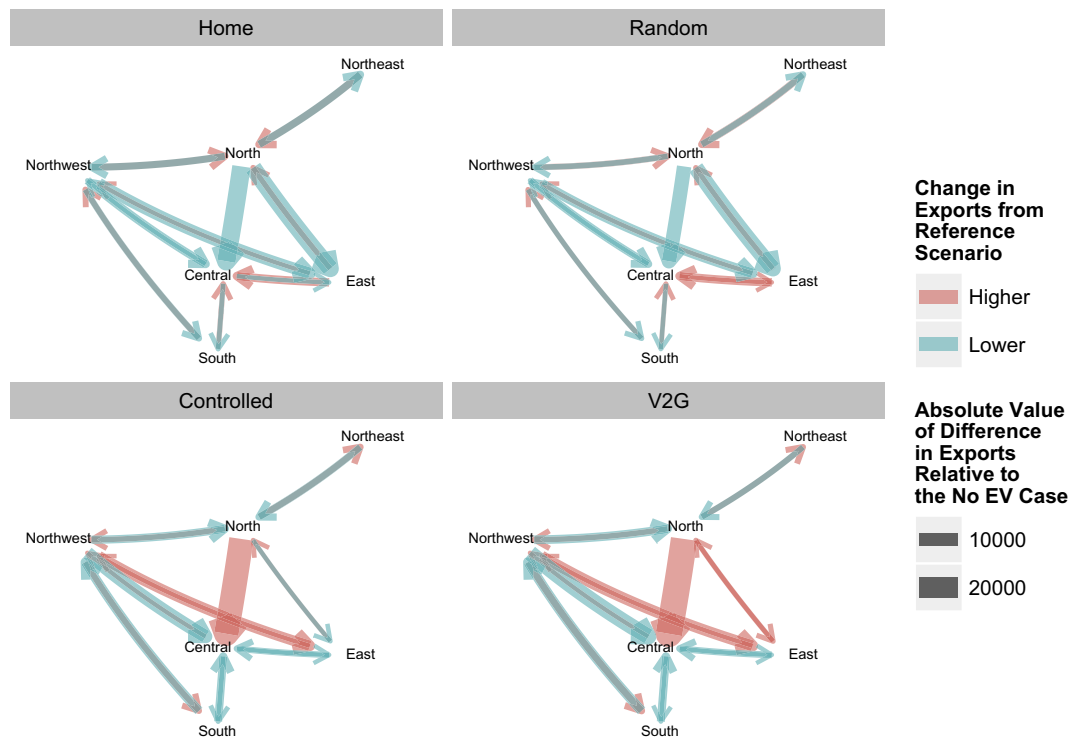 Home
Northeast
North
Northwest
Central
East
South
Random
Northeast
North
Northwest
Central
East
South
Controlled
Northeast
North
Northwest
Central
East
South
V2G
Northeast
North
Northwest
Central
East
South
Change in
Exports from
Reference
Scenario
Higher
Lower
Absolute Value
of Difference
in Exports
Relative to
the No EV Case
10000
20000